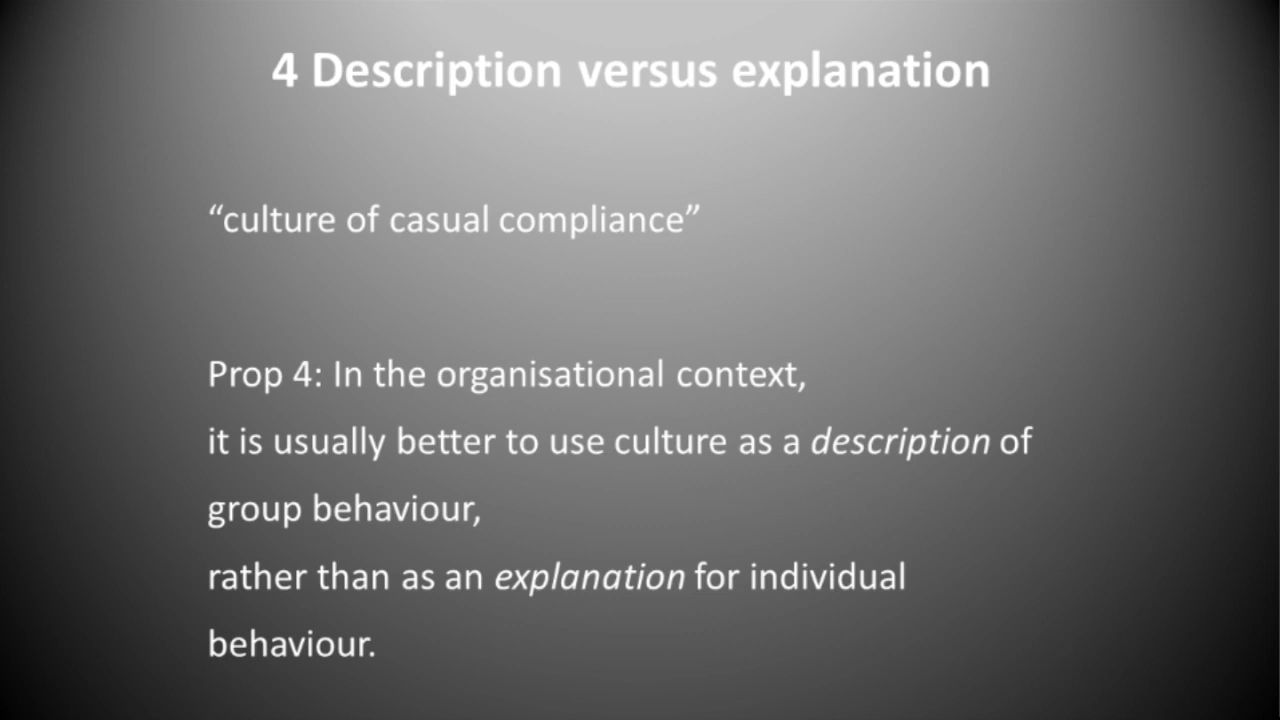 4 Description versus explanation
“culture of casual compliance”
Prop 4: In the organisational context,
it is usually better to use culture as a description of
group behaviour,
rather than as an explanation for individual
behaviour.